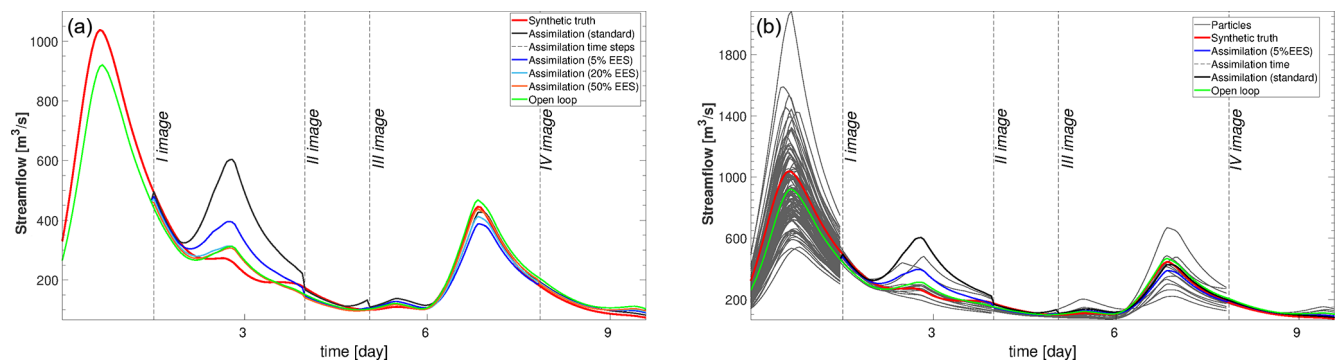 (a)
Synthetic truth
Assimilation (standard)
Assimilation time steps
Assimilation (5% EES)
Assimilation (20% EES)
Assimilation (50% EES)
Open loop
1000
800
600
400
200
Streamflow [m³/s]
I image
II image
III image
IV image
3
6
9
time [day]
(b)
Particles
Synthetic truth
Assimilation (5%EES)
Assimilation time
Assimilation (standard)
Open loop
1800
1400
1000
600
200
Streamflow [m³/s]
I image
II image
III image
IV image
3
6
9
time [day]